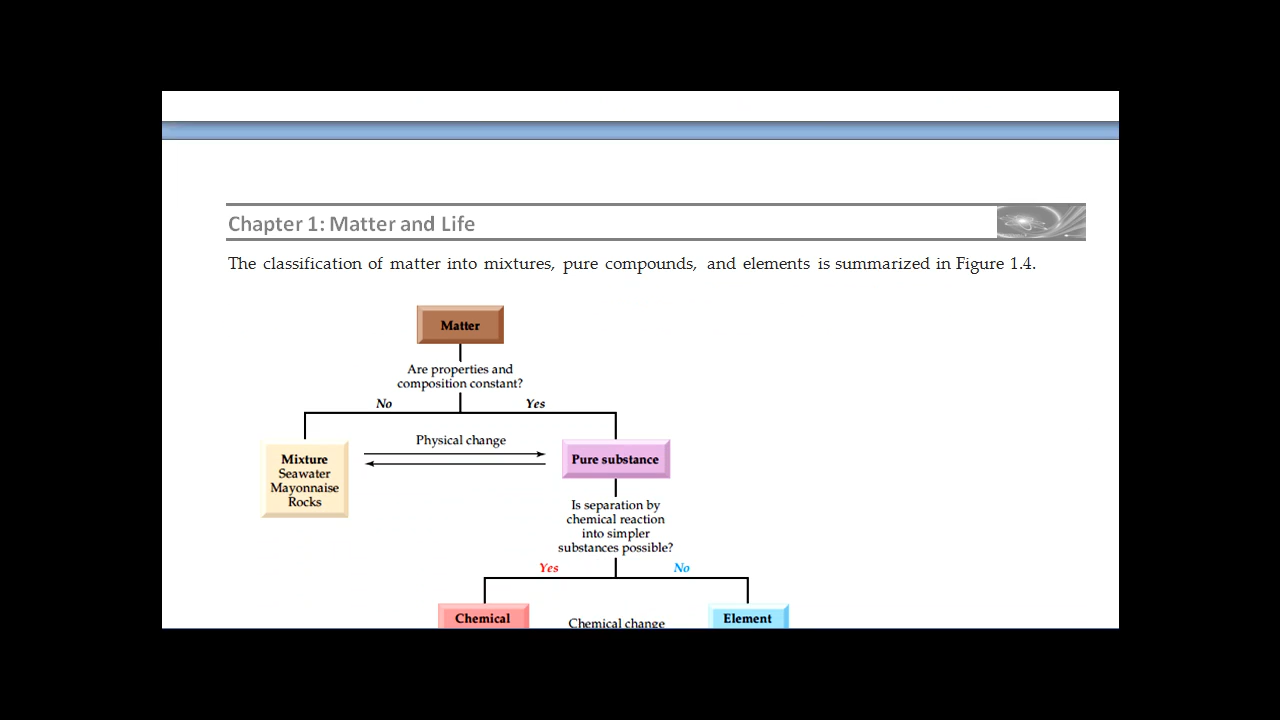 Chapter 1: Matter and Life
The classification of matter into mixtures, pure compounds, and elements is summarized in Figure 1.4.
Matter
Are properties and
composition constant?
No
Yes
Physical change
Mixture
Seawater
Mayonnaise
Rocks
Pure substance
Is separation by
chemical reaction
into simpler
substances possible?
Yes
No
Chemical
Chemical change
Element